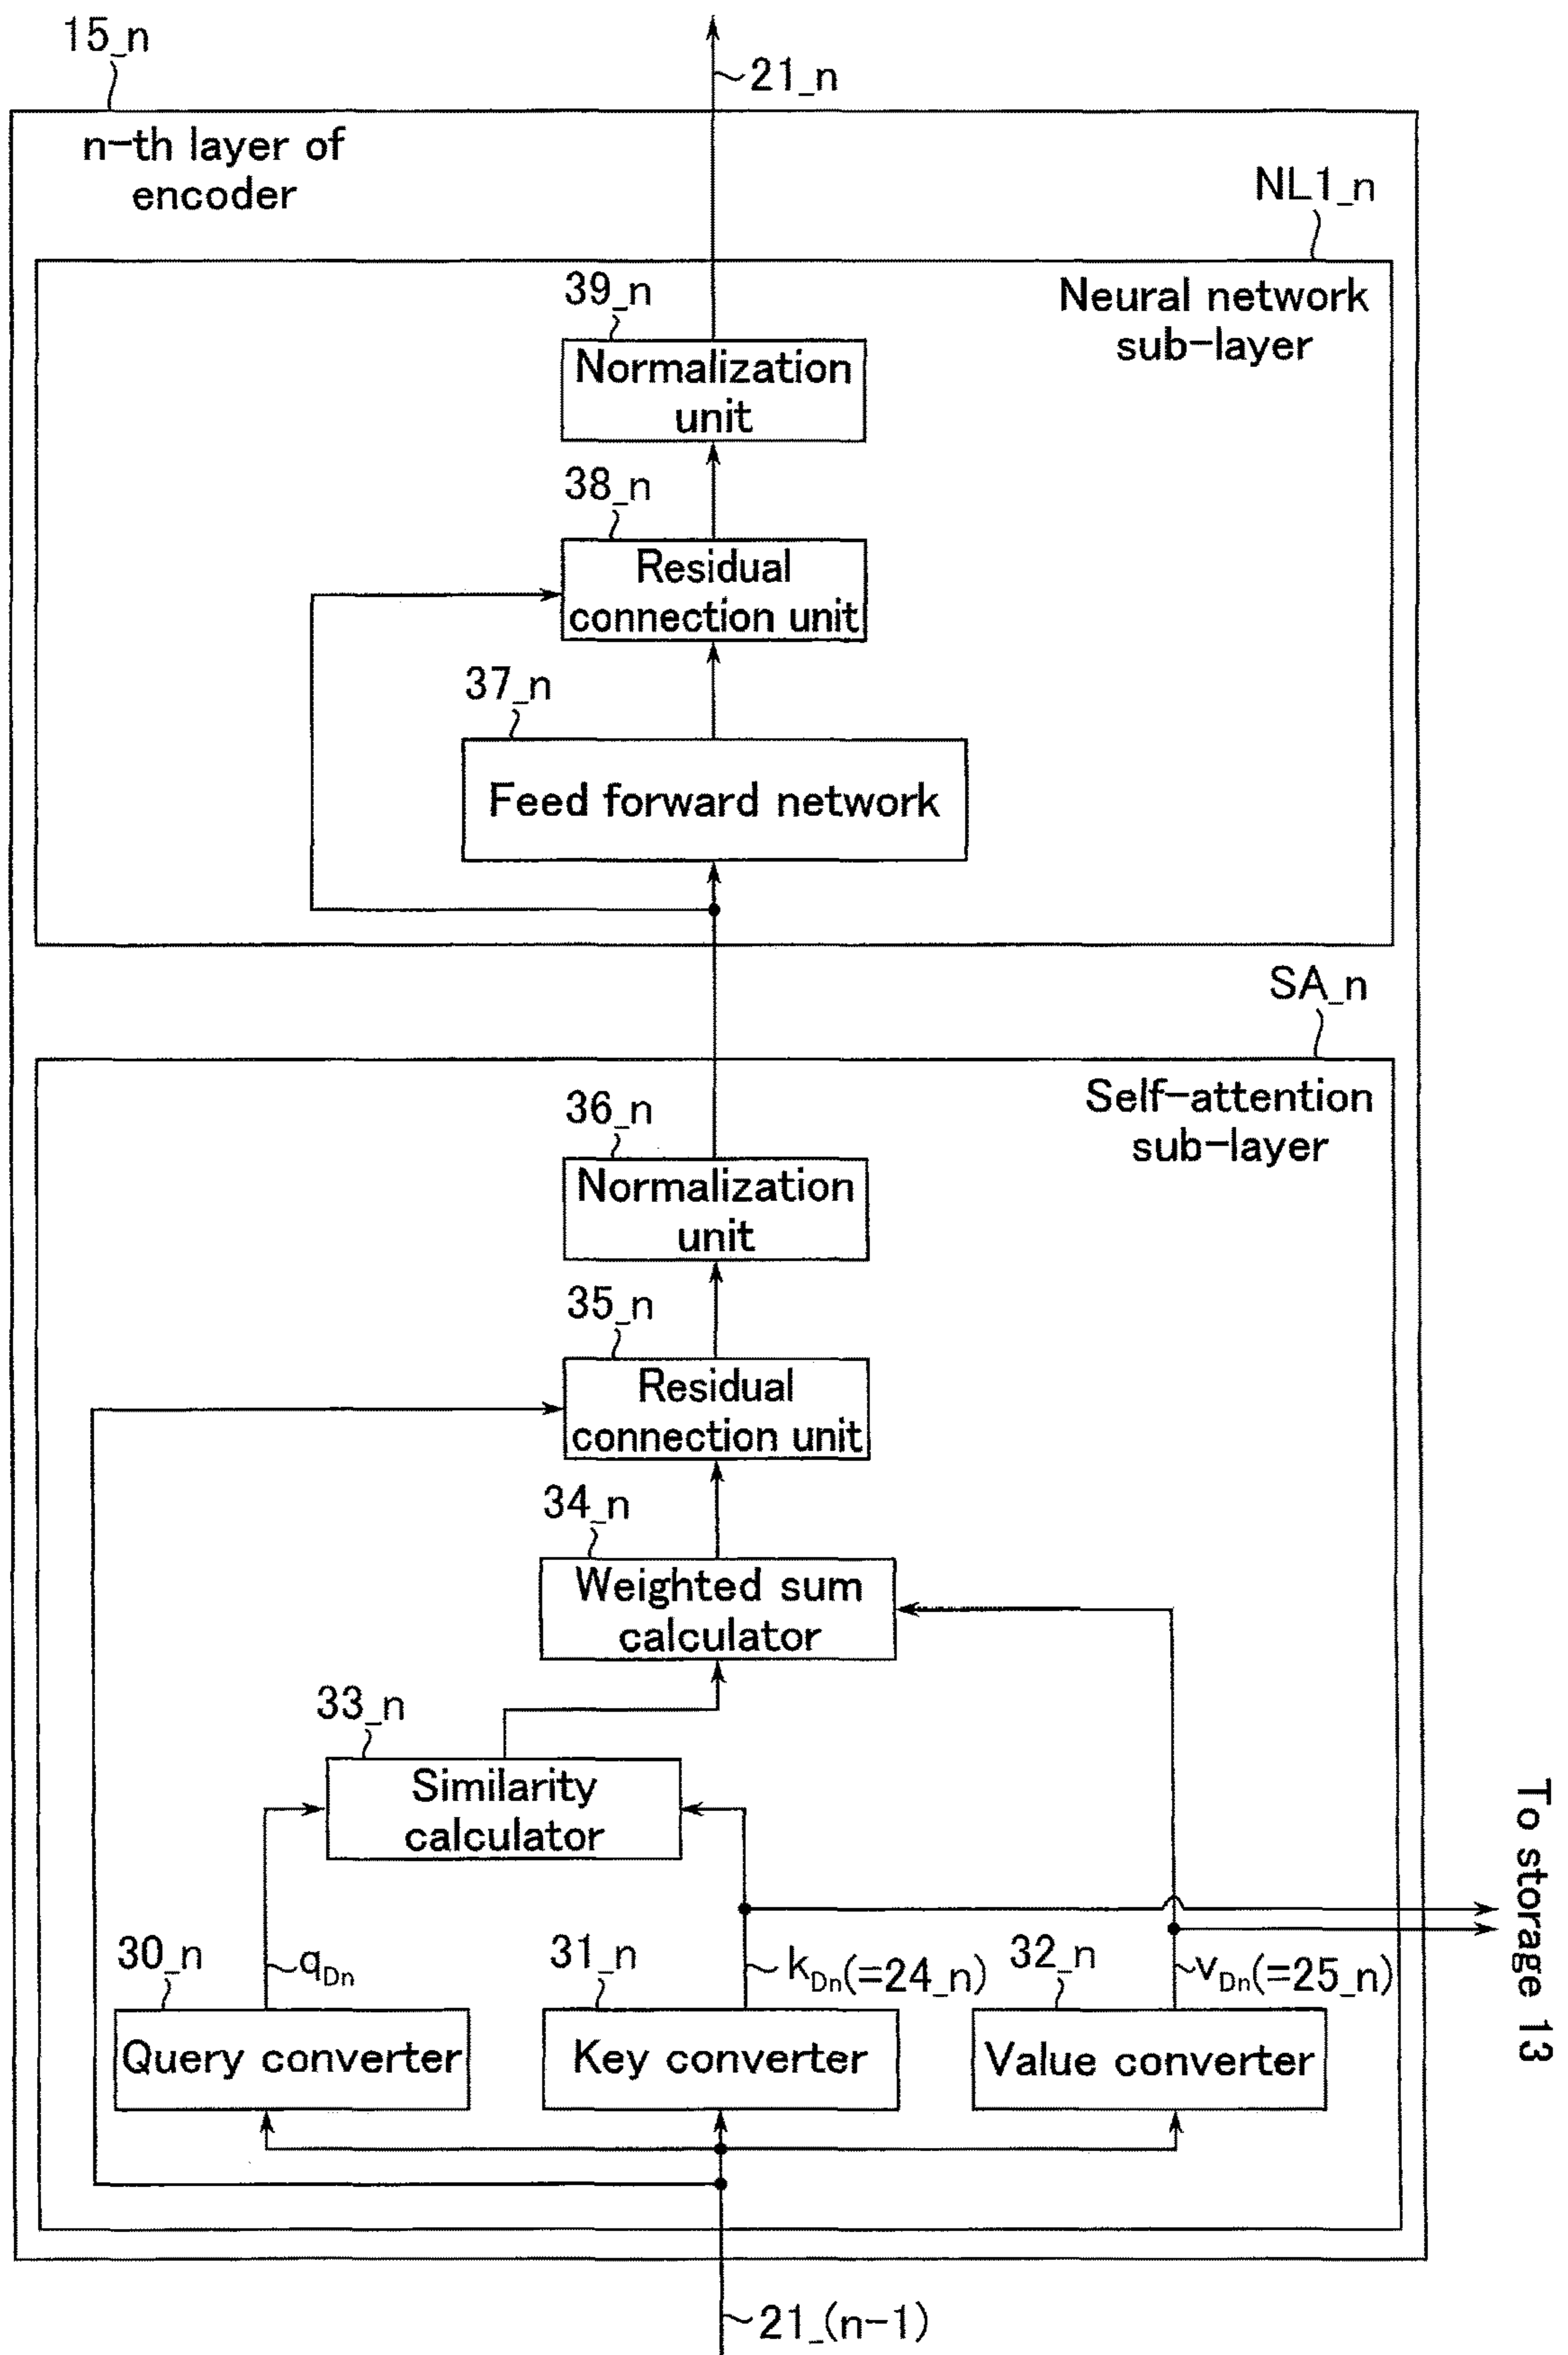 15_n
21_n
n-th layer of
encoder
NL1_n
Neural network
sub-layer
39_n
Normalization
unit
38_n
Residual
connection unit
37_n
Feed forward network
SA_n
Self-attention
sub-layer
36_n
Normalization
unit
35_n
Residual
connection unit
34_n
Weighted sum
calculator
33_n
Similarity
calculator
To storage 13
30_n
qDn
31_n
kDn(=24_n)
32_n
vDn(=25_n)
Query converter
Key converter
Value converter
21_(n-1)